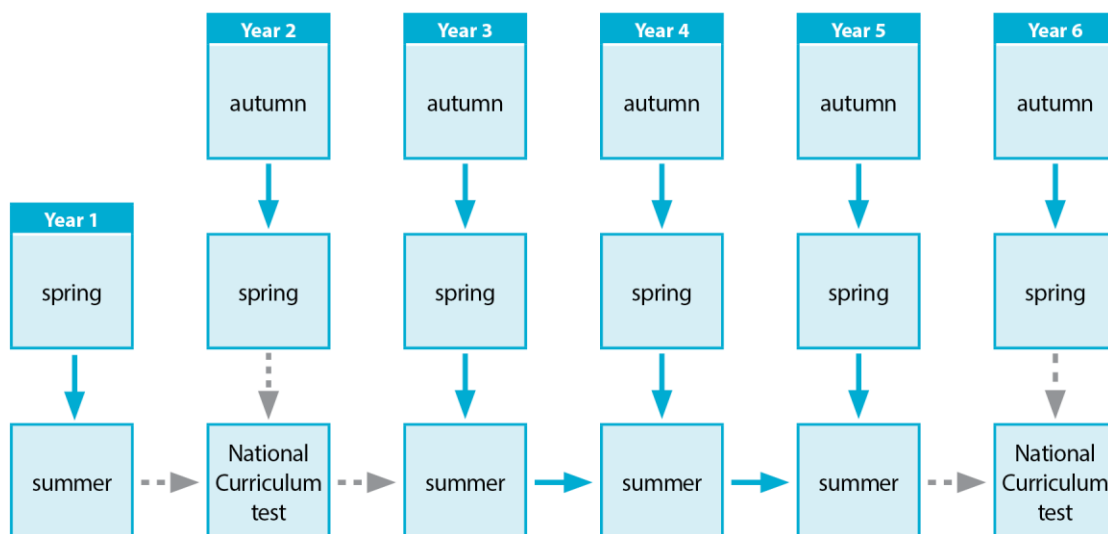 Year 2
Year 3
Year 4
Year 5
Year 6
autumn
autumn
autumn
autumn
autumn
Year 1
spring
spring
spring
spring
spring
spring
summer
National
Curriculum
test
summer
summer
summer
National
Curriculum
test